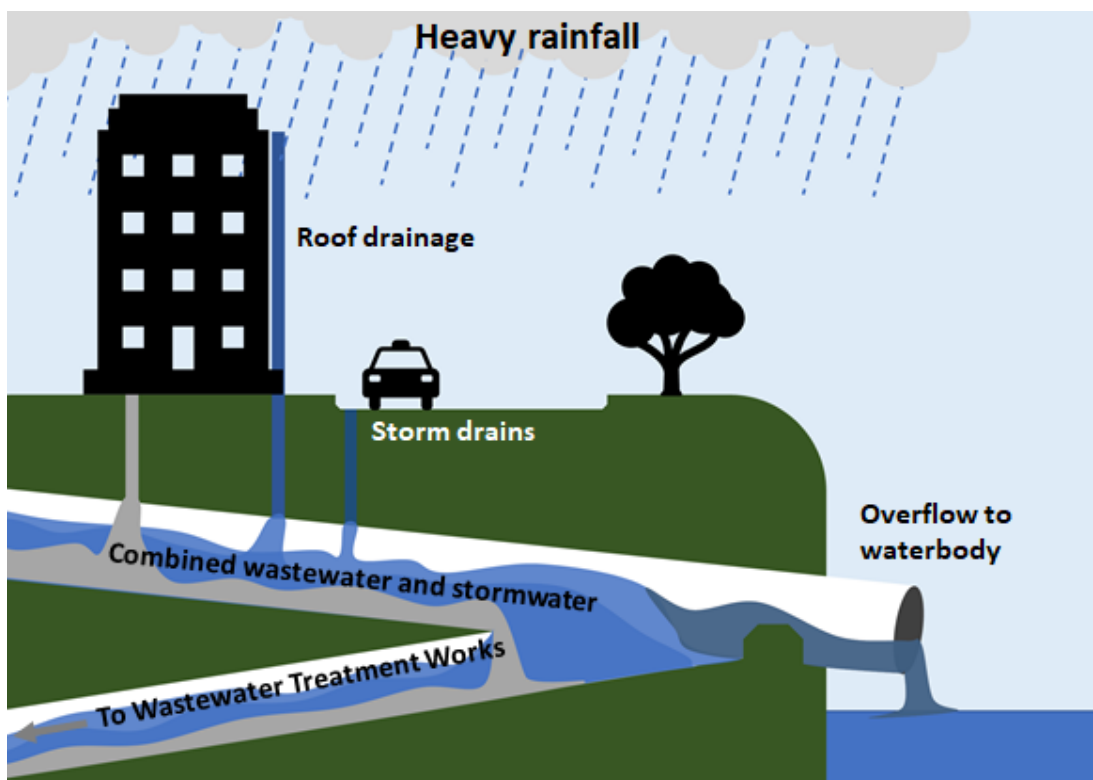 Heavy rainfall
Roof drainage
Storm drains
Overflow to
waterbody
Combined wastewater and stormwater
To Wastewater Treatment Works